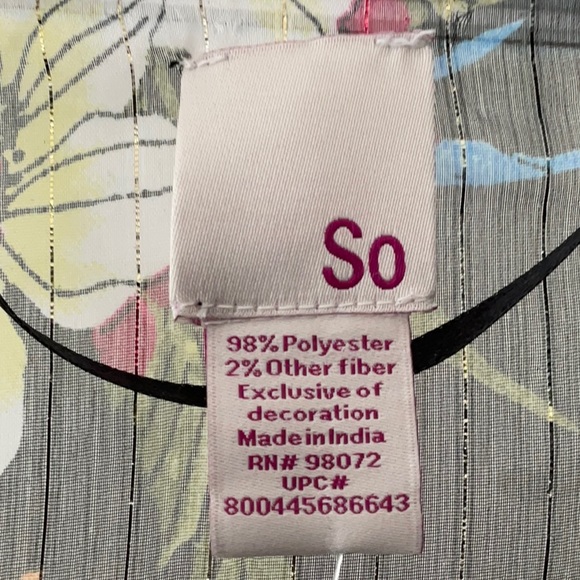 So
98% Polyester
2% Other fiber
Exclusive of
decoration
Made in India
RN# 98072
UPC#
800445686643